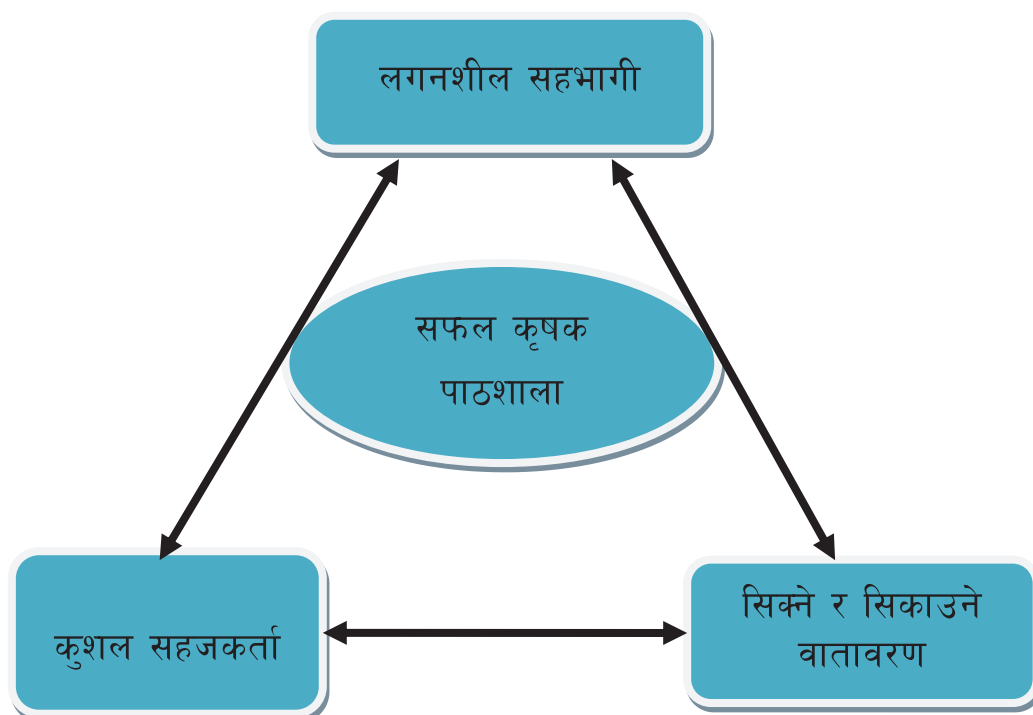 लगनशील सहभागी
सफल कृषक
पाठशाला
कुशल सहजकर्ता
सिक्ने र सिकाउने
वातावरण